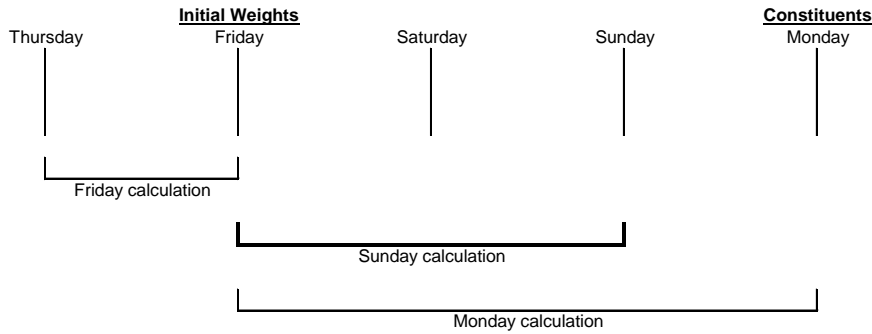 Initial Weights Constituents
Thursday Friday Saturday Sunday Monday
Friday calculation
Sunday calculation
Monday calculation